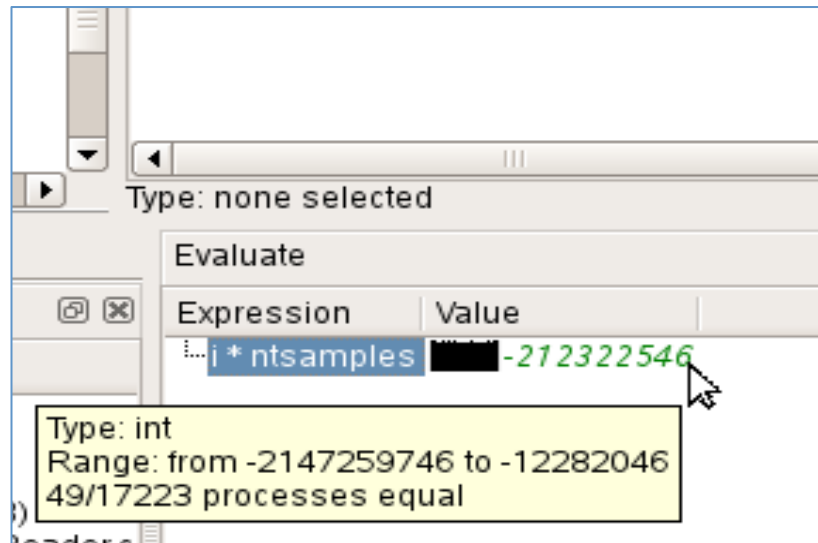 Type: none selected
Evaluate
Expression Value
i * ntsamples -212322546
Type: int
Range: from -2147259746 to -12282046
49/17223 processes equal